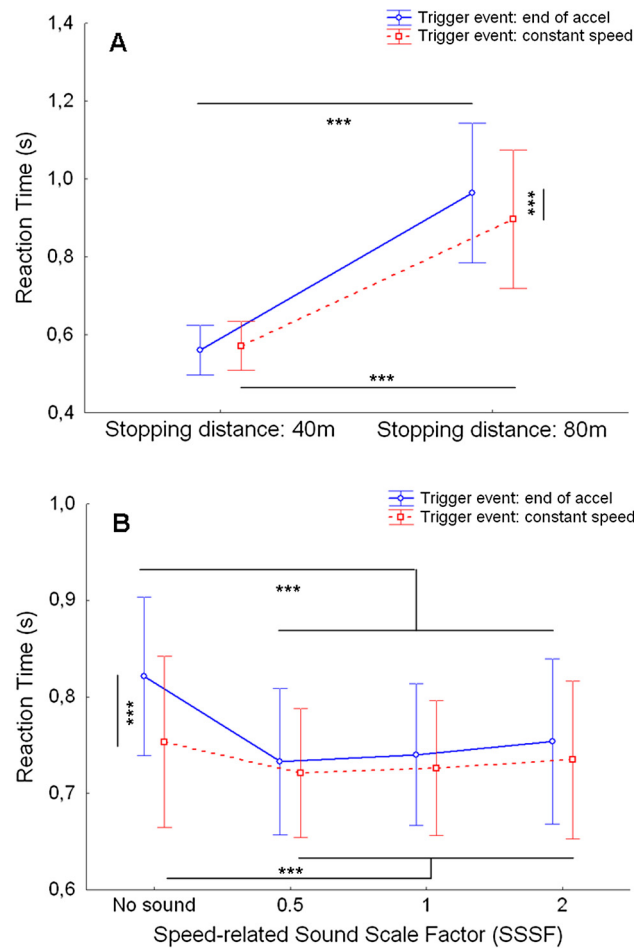 Trigger event: end of accel
Trigger event: constant speed
A
1,4
1,2
1,0
0,8
0,6
0,4
Reaction Time (s)
***
***
***
Stopping distance: 40m
Stopping distance: 80m
Trigger event: end of accel
Trigger event: constant speed
B
1,0
0,9
0,8
0,7
0,6
Reaction Time (s)
***
***
***
No sound
0.5
1
2
Speed-related Sound Scale Factor (SSSF)